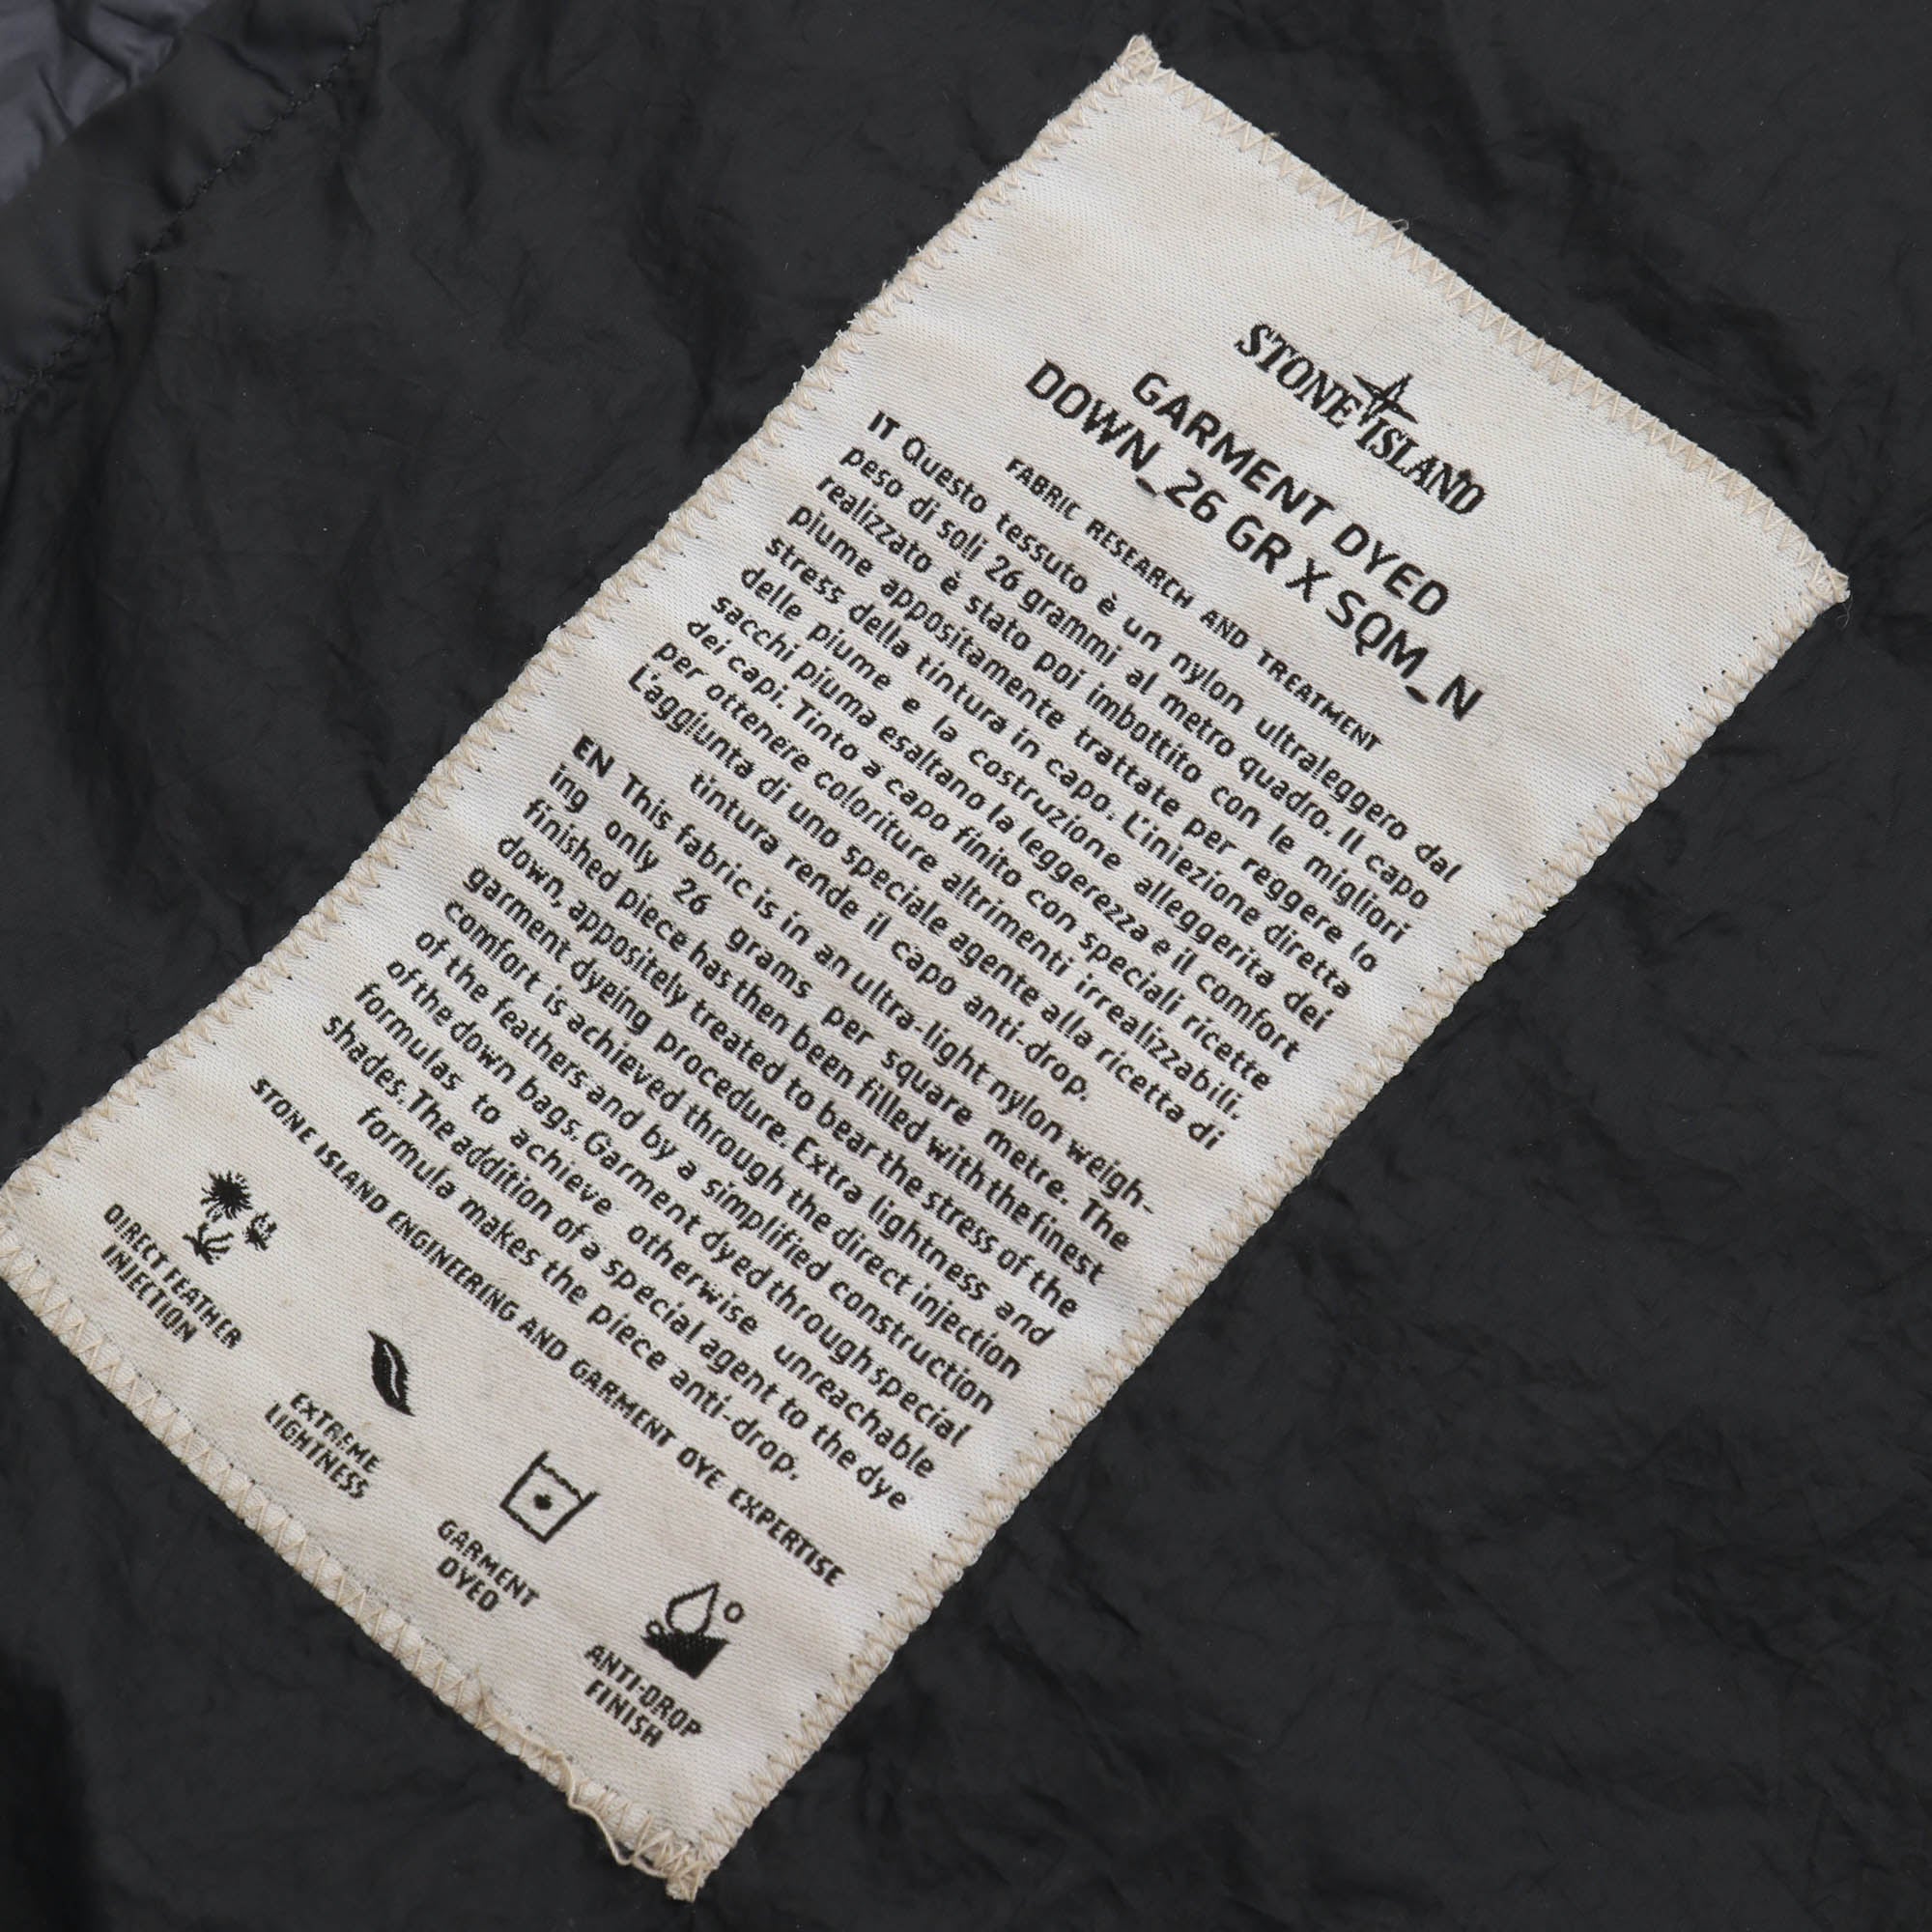 STONE ISLAND
GARMENT DYED
DOWN_26 GR X SQM_N
FABRIC RESEARCH AND TREATMENT
IT Questo tessuto è un nylon ultraleggero dal
peso di soli 26 grammi al metro quadro. Il capo
realizzato è stato poi imbottito con le migliori
piume appositamente trattate per reggere lo
stress della tintura in capo. L'iniezione diretta
delle piume e la costruzione alleggerita dei
sacchi piuma esaltano la leggerezza e il comfort
dei capi. Tinto a capo finito con speciali ricette
per ottenere coloriture altrimenti irrealizzabili.
L'aggiunta di uno speciale agente alla ricetta di
tintura rende il capo anti-drop.
EN This fabric is in an ultra-light nylon weigh-
ing only 26 grams per square metre. The
finished piece has then been filled with the finest
down, appositely treated to bear the stress of the
garment dyeing procedure. Extra lightness and
comfort is achieved through the direct injection
of the feathers and by a simplified construction
of the down bags. Garment dyed through special
formulas to achieve otherwise unreachable
shades. The addition of a special agent to the dye
formula makes the piece anti-drop.
STONE ISLAND ENGINEERING AND GARMENT DYE EXPERTISE
DIRECT FEATHER
INJECTION
EXTREME
LIGHTNESS
GARMENT
DYED
ANTI-DROP
FINISH